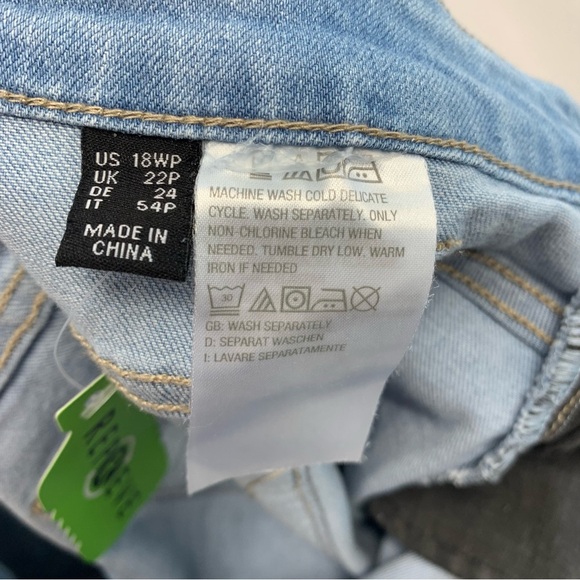 US 18WP
UK 22P
DE 24
IT 54P
MADE IN
CHINA
MACHINE WASH COLD DELICATE
CYCLE. WASH SEPARATELY. ONLY
NON-CHLORINE BLEACH WHEN
NEEDED. TUMBLE DRY LOW. WARM
IRON IF NEEDED
30
GB: WASH SEPARATELY
D: SEPARAT WASCHEN
I: LAVARE SEPARATAMENTE